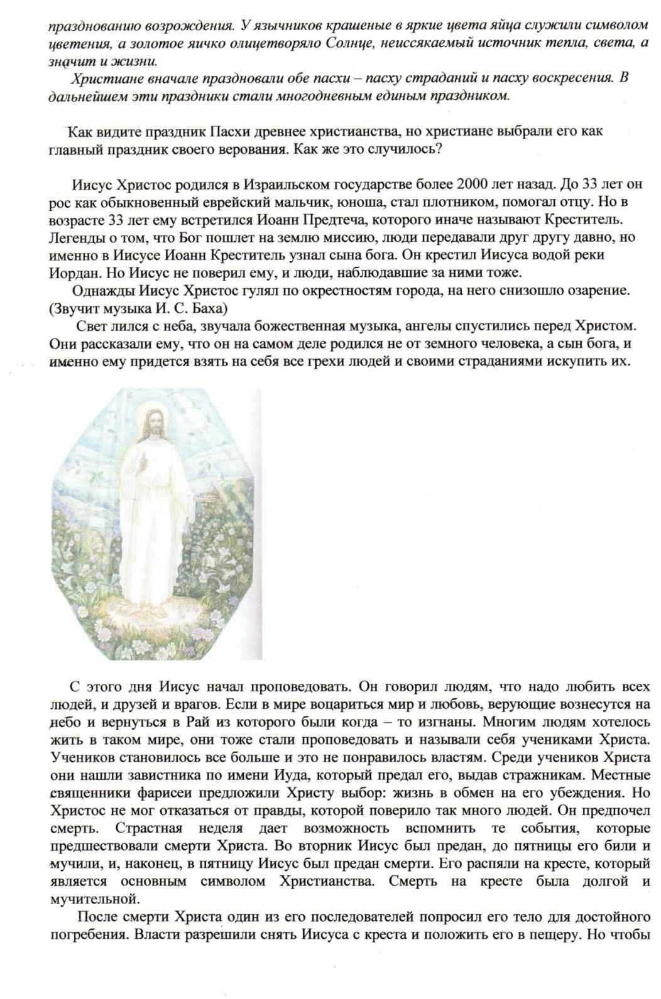 празднованию возрождения. У язычников крашеные в яркие цвета яйца служили символом
цветения, а золотое яичко олицетворяло Солнце, неиссякаемый источник тепла, света, а
значит и жизни.
Христиане вначале праздновали обе пасхи – пасху страданий и пасху воскресения. В
дальнейшем эти праздники стали многодневным единым праздником.
Как видите праздник Пасхи древнее христианства, но христиане выбрали его как
главный праздник своего верования. Как же это случилось?
Иисус Христос родился в Израильском государстве более 2000 лет назад. До 33 лет он
рос как обыкновенный еврейский мальчик, юноша, стал плотником, помогал отцу. Но в
возрасте 33 лет ему встретился Иоанн Предтеча, которого иначе называют Креститель.
Легенды о том, что Бог пошлет на землю миссию, люди передавали друг другу давно, но
именно в Иисусе Иоанн Креститель узнал сына бога. Он крестил Иисуса водой реки
Иордан. Но Иисус не поверил ему, и люди, наблюдавшие за ними тоже.
Однажды Иисус Христос гулял по окрестностям города, на него снизошло озарение.
(Звучит музыка И. С. Баха)
Свет лился с неба, звучала божественная музыка, ангелы спустились перед Христом.
Они рассказали ему, что он на самом деле родился не от земного человека, а сын бога, и
именно ему придется взять на себя все грехи людей и своими страданиями искупить их.
С этого дня Иисус начал проповедовать. Он говорил людям, что надо любить всех
людей, и друзей и врагов. Если в мире воцариться мир и любовь, верующие вознесутся на
небо и вернуться в Рай из которого были когда – то изгнаны. Многим людям хотелось
жить в таком мире, они тоже стали проповедовать и называли себя учениками Христа.
Учеников становилось все больше и это не понравилось властям. Среди учеников Христа
они нашли завистника по имени Иуда, который предал его, выдав стражникам. Местные
священники фарисеи предложили Христу выбор: жизнь в обмен на его убеждения. Но
Христос не мог отказаться от правды, которой поверило так много людей. Он предпочел
смерть. Страстная неделя дает возможность вспомнить те события, которые
предшествовали смерти Христа. Во вторник Иисус был предан, до пятницы его били и
мучили, и, наконец, в пятницу Иисус был предан смерти. Его распяли на кресте, который
является основным символом Христианства. Смерть на кресте была долгой и
мучительной.
После смерти Христа один из его последователей попросил его тело для достойного
погребения. Власти разрешили снять Иисуса с креста и положить его в пещеру. Но чтобы